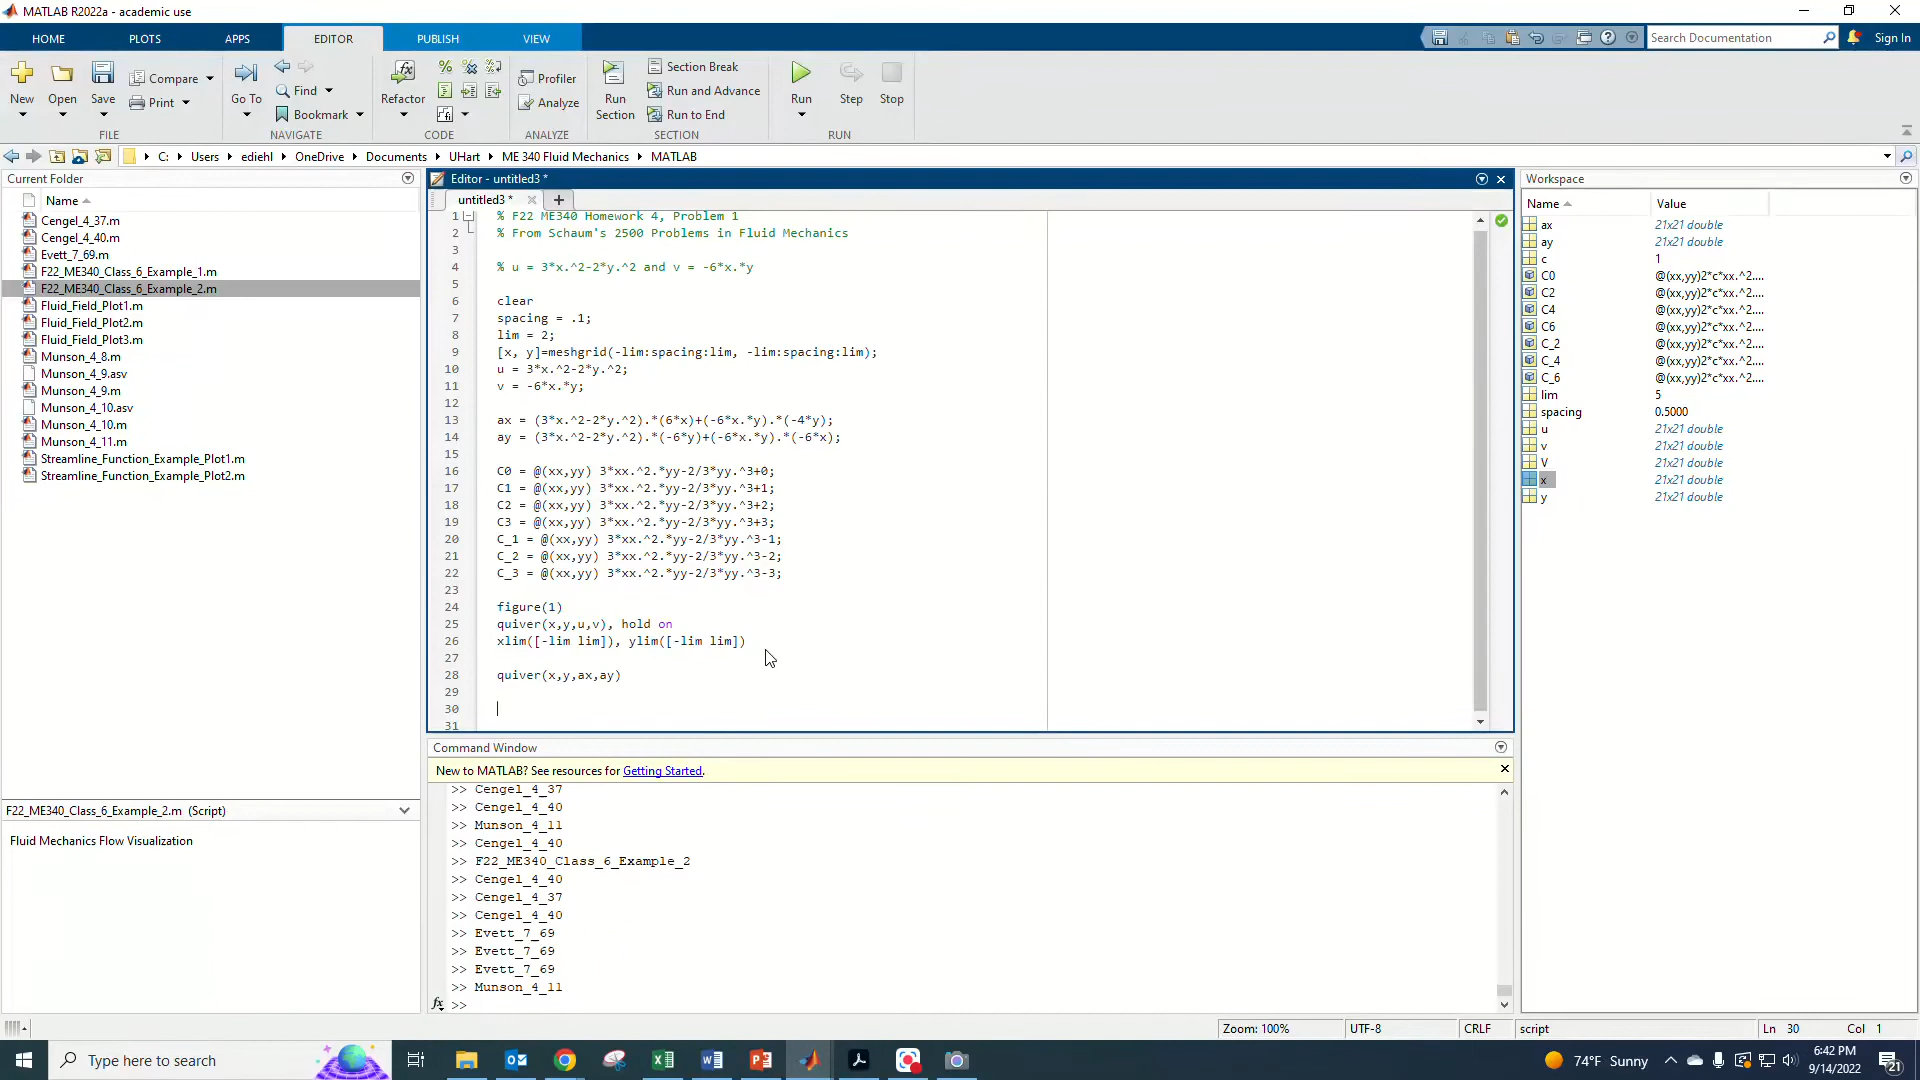 MATLAB R2022a - academic use
HOME PLOTS APPS EDITOR PUBLISH VIEW
Search Documentation
Sign In
New Open Save Compare Print
FILE
Go To Find Bookmark
NAVIGATE
Refactor
CODE
Profiler Analyze
ANALYZE
Run Section
Section Break
Run and Advance
Run to End
SECTION
Run Step Stop
RUN
C: Users ediehl OneDrive Documents UHart ME 340 Fluid Mechanics MATLAB
Current Folder
Name
Cengel_4_37.m
Cengel_4_40.m
Evett_7_69.m
F22_ME340_Class_6_Example_1.m
F22_ME340_Class_6_Example_2.m
Fluid_Field_Plot1.m
Fluid_Field_Plot2.m
Fluid_Field_Plot3.m
Munson_4_8.m
Munson_4_9.asv
Munson_4_9.m
Munson_4_10.asv
Munson_4_10.m
Munson_4_11.m
Streamline_Function_Example_Plot1.m
Streamline_Function_Example_Plot2.m
F22_ME340_Class_6_Example_2.m (Script)
Fluid Mechanics Flow Visualization
Editor - untitled3 *
untitled3 *
1 % F22 ME340 Homework 4, Problem 1
2 % From Schaum's 2500 Problems in Fluid Mechanics
3
4 % u = 3*x.^2-2*y.^2 and v = -6*x.*y
5
6 clear
7 spacing = .1;
8 lim = 2;
9 [x, y]=meshgrid(-lim:spacing:lim, -lim:spacing:lim);
10 u = 3*x.^2-2*y.^2;
11 v = -6*x.*y;
12
13 ax = (3*x.^2-2*y.^2).*(6*x)+(-6*x.*y).*(-4*y);
14 ay = (3*x.^2-2*y.^2).*(-6*y)+(-6*x.*y).*(-6*x);
15
16 C0 = @(xx,yy) 3*xx.^2.*yy-2/3*yy.^3+0;
17 C1 = @(xx,yy) 3*xx.^2.*yy-2/3*yy.^3+1;
18 C2 = @(xx,yy) 3*xx.^2.*yy-2/3*yy.^3+2;
19 C3 = @(xx,yy) 3*xx.^2.*yy-2/3*yy.^3+3;
20 C_1 = @(xx,yy) 3*xx.^2.*yy-2/3*yy.^3-1;
21 C_2 = @(xx,yy) 3*xx.^2.*yy-2/3*yy.^3-2;
22 C_3 = @(xx,yy) 3*xx.^2.*yy-2/3*yy.^3-3;
23
24 figure(1)
25 quiver(x,y,u,v), hold on
26 xlim([-lim lim]), ylim([-lim lim])
27
28 quiver(x,y,ax,ay)
29
30
31
Command Window
New to MATLAB? See resources for Getting Started.
>> Cengel_4_37
>> Cengel_4_40
>> Munson_4_11
>> Cengel_4_40
>> F22_ME340_Class_6_Example_2
>> Cengel_4_40
>> Cengel_4_37
>> Cengel_4_40
>> Evett_7_69
>> Evett_7_69
>> Evett_7_69
>> Munson_4_11
fx >>
Workspace
Name Value
ax 21x21 double
ay 21x21 double
c 1
C0 @(xx,yy)2*c*xx.^2....
C2 @(xx,yy)2*c*xx.^2....
C4 @(xx,yy)2*c*xx.^2....
C6 @(xx,yy)2*c*xx.^2....
C_2 @(xx,yy)2*c*xx.^2....
C_4 @(xx,yy)2*c*xx.^2....
C_6 @(xx,yy)2*c*xx.^2....
lim 5
spacing 0.5000
u 21x21 double
v 21x21 double
V 21x21 double
x 21x21 double
y 21x21 double
Zoom: 100% UTF-8 CRLF script Ln 30 Col 1
Type here to search
74°F Sunny
6:42 PM
9/14/2022
21